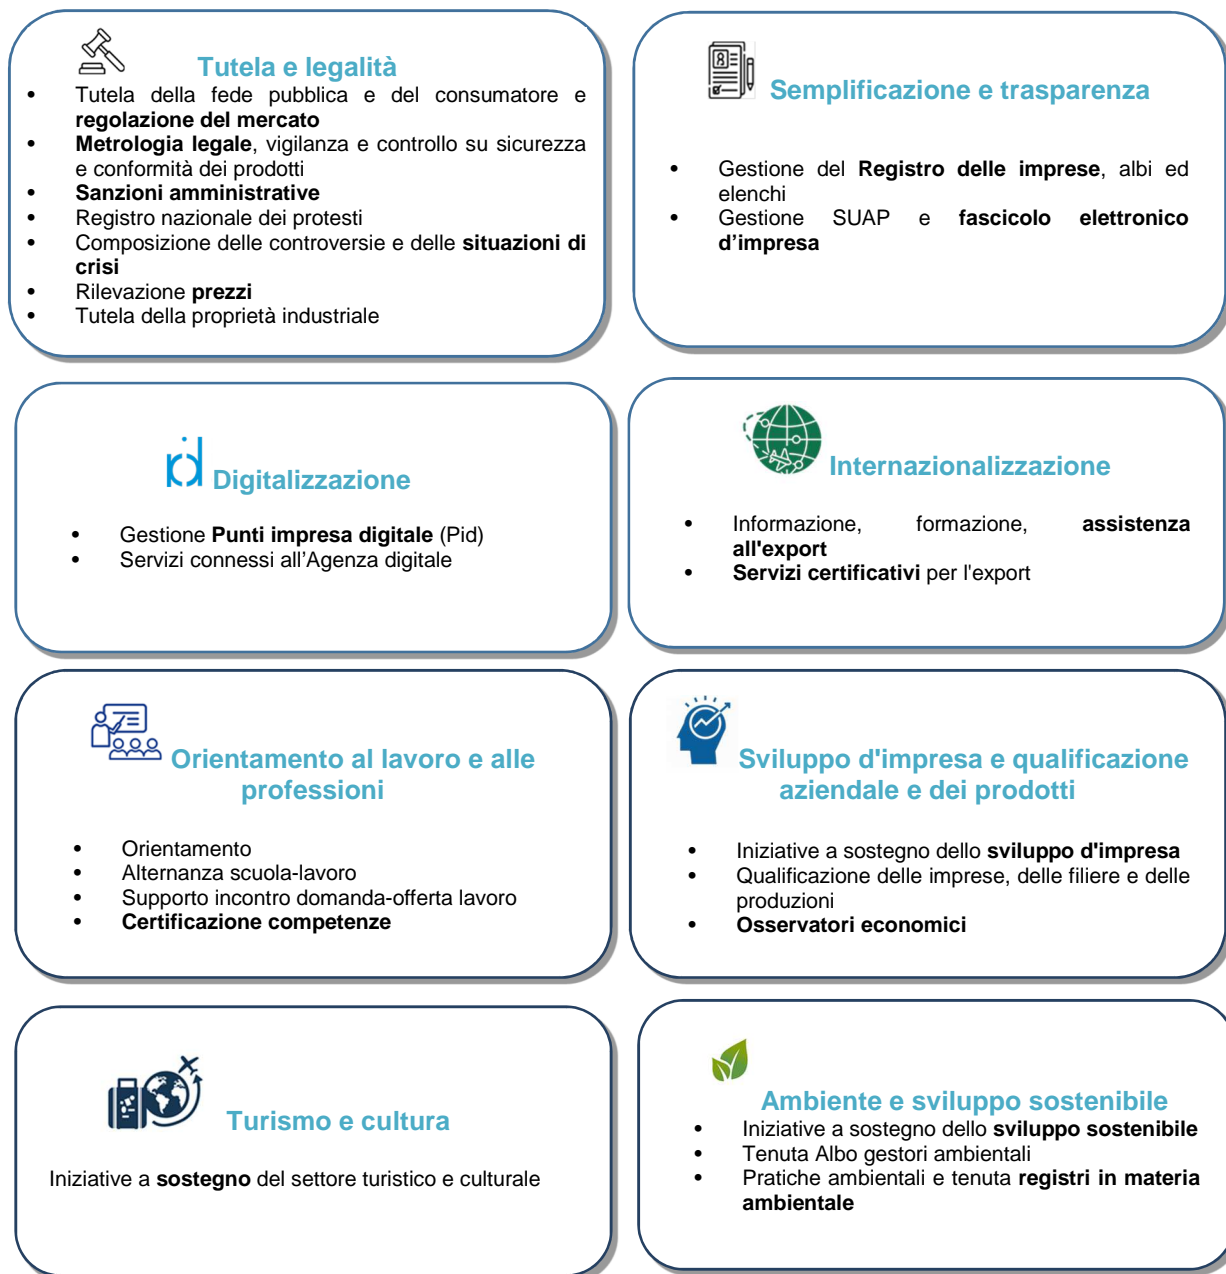 Tutela e legalità
• Tutela della fede pubblica e del consumatore e
regolazione del mercato
• Metrologia legale, vigilanza e controllo su sicurezza
e conformità dei prodotti
• Sanzioni amministrative
• Registro nazionale dei protesti
• Composizione delle controversie e delle situazioni di
crisi
• Rilevazione prezzi
• Tutela della proprietà industriale
Semplificazione e trasparenza
• Gestione del Registro delle imprese, albi ed
elenchi
• Gestione SUAP e fascicolo elettronico
d’impresa
Digitalizzazione
• Gestione Punti impresa digitale (Pid)
• Servizi connessi all’Agenza digitale
Internazionalizzazione
• Informazione, formazione, assistenza
all'export
• Servizi certificativi per l'export
Orientamento al lavoro e alle
professioni
• Orientamento
• Alternanza scuola-lavoro
• Supporto incontro domanda-offerta lavoro
• Certificazione competenze
Sviluppo d'impresa e qualificazione
aziendale e dei prodotti
• Iniziative a sostegno dello sviluppo d'impresa
• Qualificazione delle imprese, delle filiere e delle
produzioni
• Osservatori economici
Turismo e cultura
Iniziative a sostegno del settore turistico e culturale
Ambiente e sviluppo sostenibile
• Iniziative a sostegno dello sviluppo sostenibile
• Tenuta Albo gestori ambientali
• Pratiche ambientali e tenuta registri in materia
ambientale